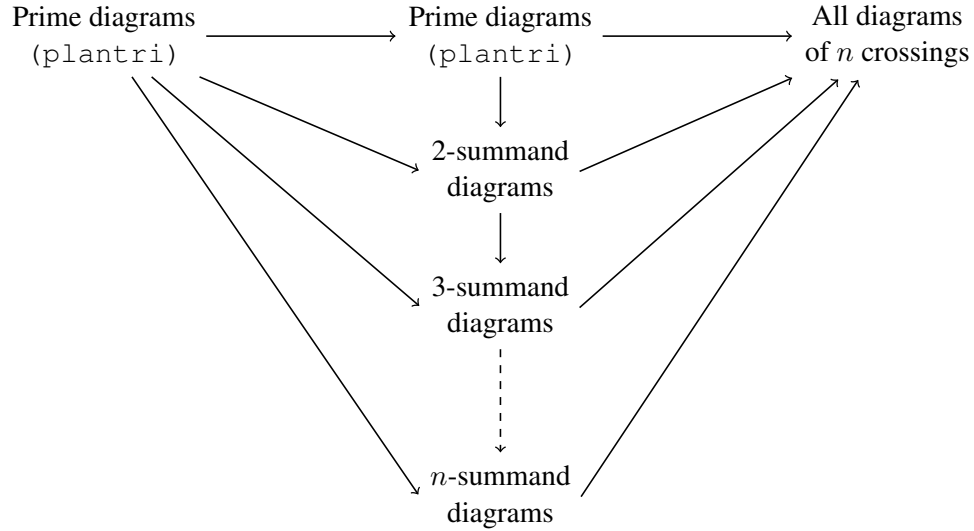 Prime diagrams
(plantri)
Prime diagrams
(plantri)
All diagrams
of n crossings
2-summand
diagrams
3-summand
diagrams
n-summand
diagrams